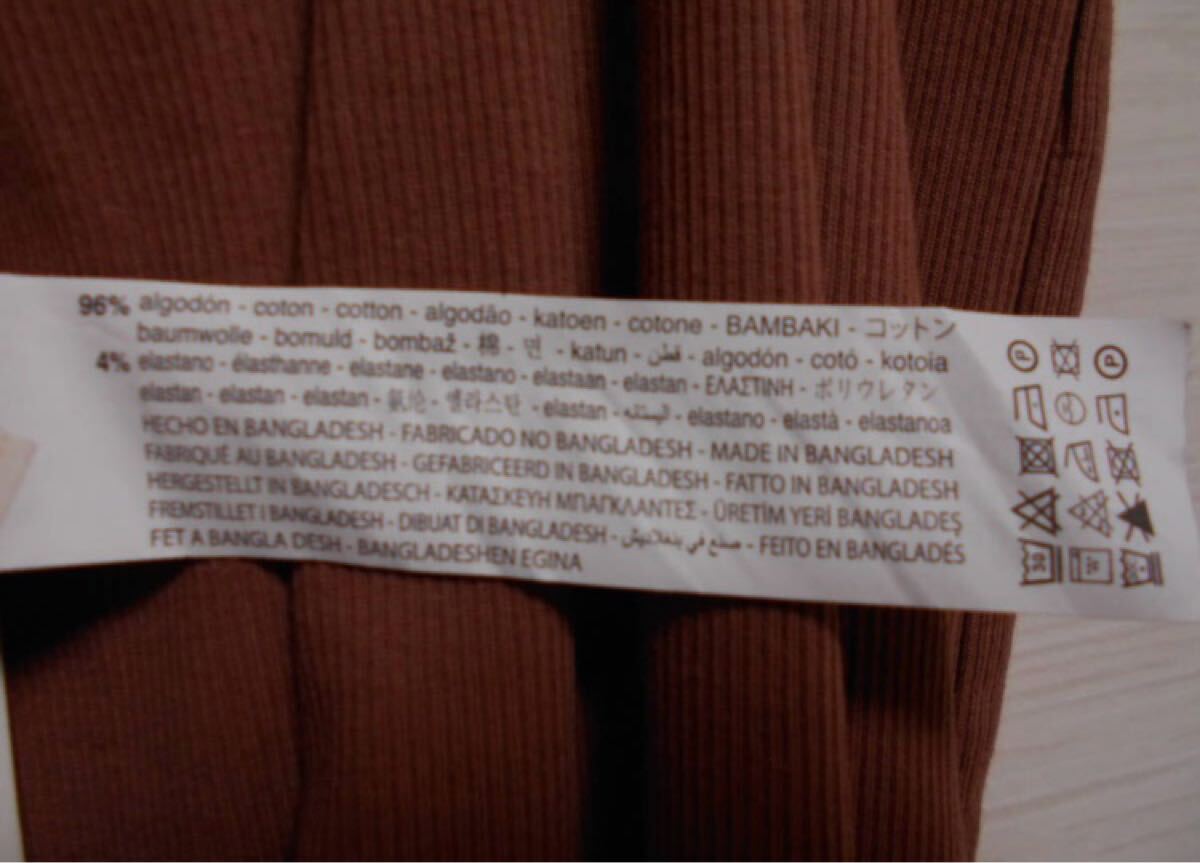 96% algodón - coton - cotton - algodão - katoen - cotone - BAMBAKI - コットン
baumwolle - bomuld - bombaž - 棉 - 면 - katun - قطن - algodón - cotó - kotoia
4% elastano - élasthanne - elastane - elastano - elastaan - elastan - ΕΛΑΣΤΙΝΗ - ポリウレタン
elastan - elastan - elastan - 氨纶 - 엘라스탄 - elastan - - elastano - elastà - elastanoa
HECHO EN BANGLADESH - FABRICADO NO BANGLADESH - MADE IN BANGLADESH
FABRIQUÉ AU BANGLADESH - GEFABRICEERD IN BANGLADESH - FATTO IN BANGLADESH
HERGESTELLT IN BANGLADESCH - ΚΑΤΑΣΚΕΥΗ ΜΠΑΓΚΛΑΝΤΕΣ - ÜRETİM YERİ BANGLADEŞ
FREMSTILLET I BANGLADESH - DIBUAT DI BANGLADESH - صنع في بنغلاديش - FEITO EN BANGLADÉS
FET A BANGLA DESH - BANGLADESHEN EGINA
P P
30 W